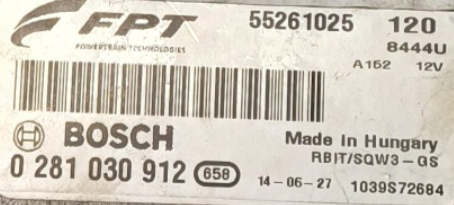 FPT 55261025 120
POWERTRAIN TECHNOLOGIES 8444U
A152 12V
BOSCH Made In Hungary
RBIT/SQW3-GS
0 281 030 912 658 14-06-27 1039S72684